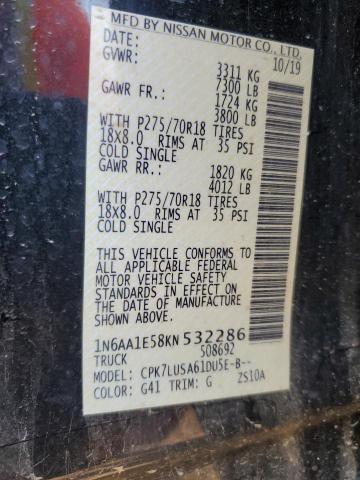 MFD BY NISSAN MOTOR CO., LTD.
DATE: 10/19
GVWR: 3311 KG
7300 LB
GAWR FR.: 1724 KG
3800 LB
WITH P275/70R18 TIRES
18X8.0 RIMS AT 35 PSI
COLD SINGLE
GAWR RR.: 1820 KG
4012 LB
WITH P275/70R18 TIRES
18X8.0 RIMS AT 35 PSI
COLD SINGLE
THIS VEHICLE CONFORMS TO
ALL APPLICABLE FEDERAL
MOTOR VEHICLE SAFETY
STANDARDS IN EFFECT ON
THE DATE OF MANUFACTURE
SHOWN ABOVE.
1N6AA1E58KN532286
TRUCK 508692
MODEL: CPK7LUSA61DU5E-B--
COLOR: G41 TRIM: G ZS10A